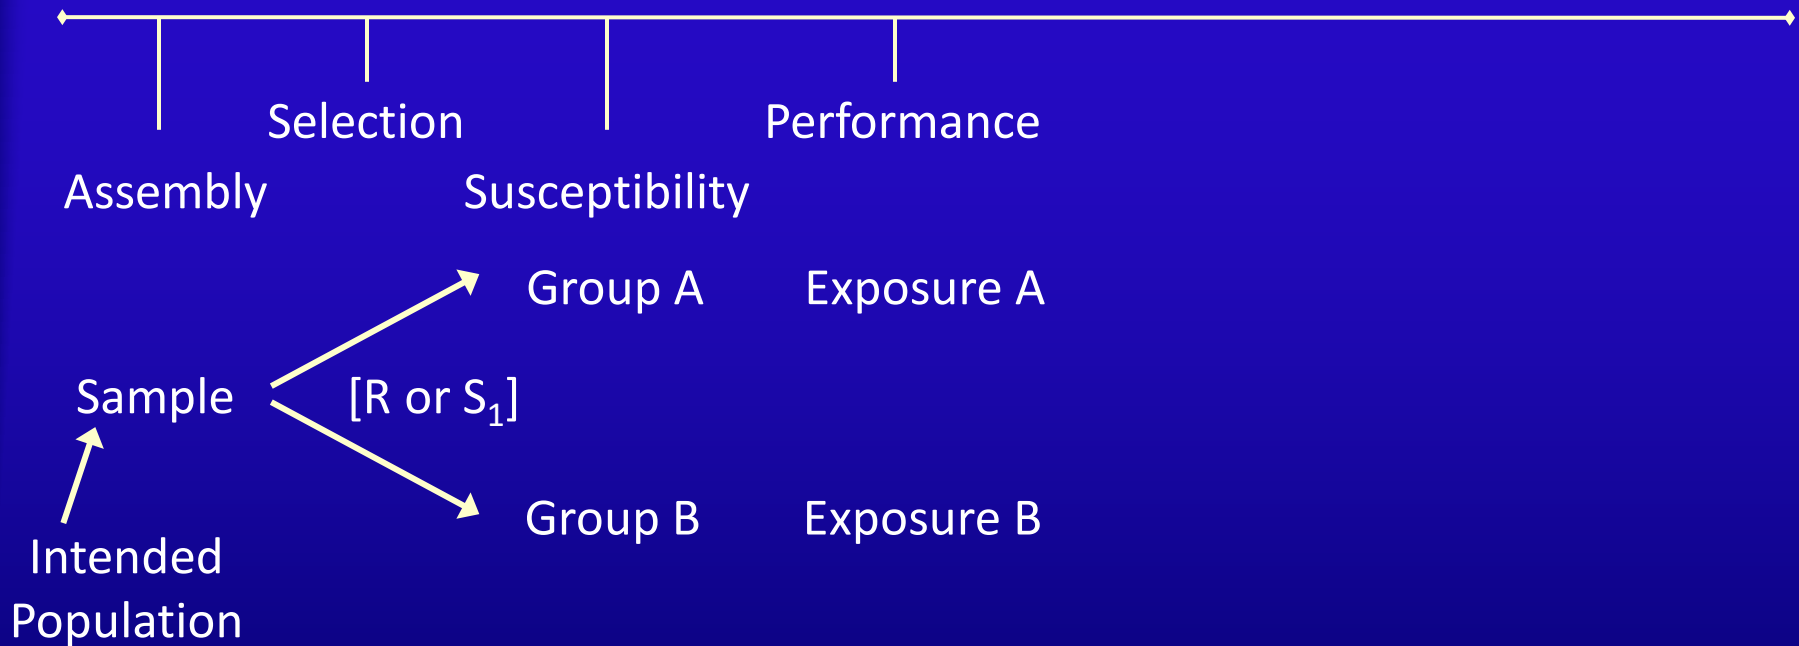 Selection Performance
Assembly Susceptibility
Group A Exposure A
Sample [R or S₁]
Group B Exposure B
Intended
Population